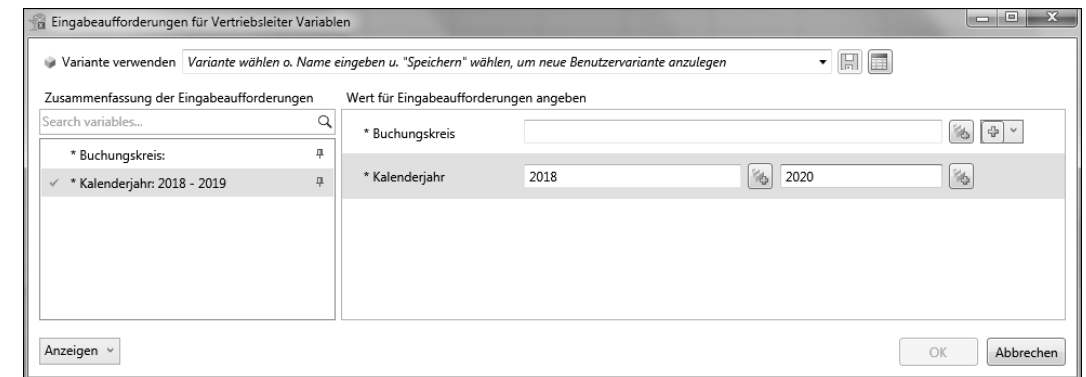 Eingabeaufforderungen für Vertriebsleiter Variablen
Variante verwenden Variante wählen o. Name eingeben u. "Speichern" wählen, um neue Benutzervariante anzulegen
Zusammenfassung der Eingabeaufforderungen Wert für Eingabeaufforderungen angeben
Search variables...
* Buchungskreis
* Buchungskreis:
* Kalenderjahr: 2018 - 2019
* Kalenderjahr 2018 2020
Anzeigen OK Abbrechen